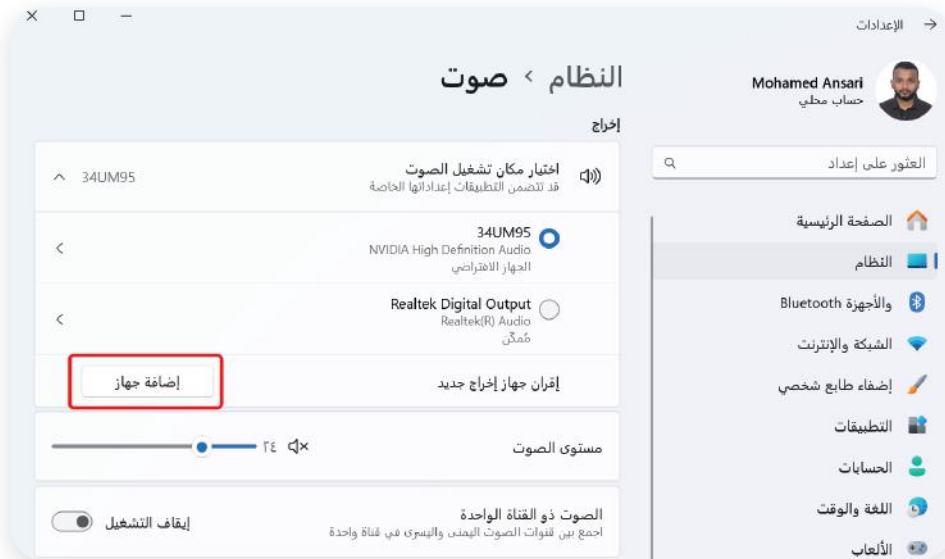 الإعدادات
Mohamed Ansari
حساب محلي
العثور على إعداد
الصفحة الرئيسية
النظام
Bluetooth والأجهزة
الشبكة والإنترنت
إضفاء طابع شخصي
التطبيقات
الحسابات
اللغة والوقت
الألعاب
النظام › صوت
إخراج
اختيار مكان تشغيل الصوت
قد تتضمن التطبيقات إعداداتها الخاصة
34UM95
34UM95
NVIDIA High Definition Audio
الجهاز الافتراضي
Realtek Digital Output
Realtek(R) Audio
مُمكّن
إقران جهاز إخراج جديد
إضافة جهاز
مستوى الصوت
٢٤
الصوت ذو القناة الواحدة
اجمع بين قنوات الصوت اليمنى واليسرى في قناة واحدة
إيقاف التشغيل